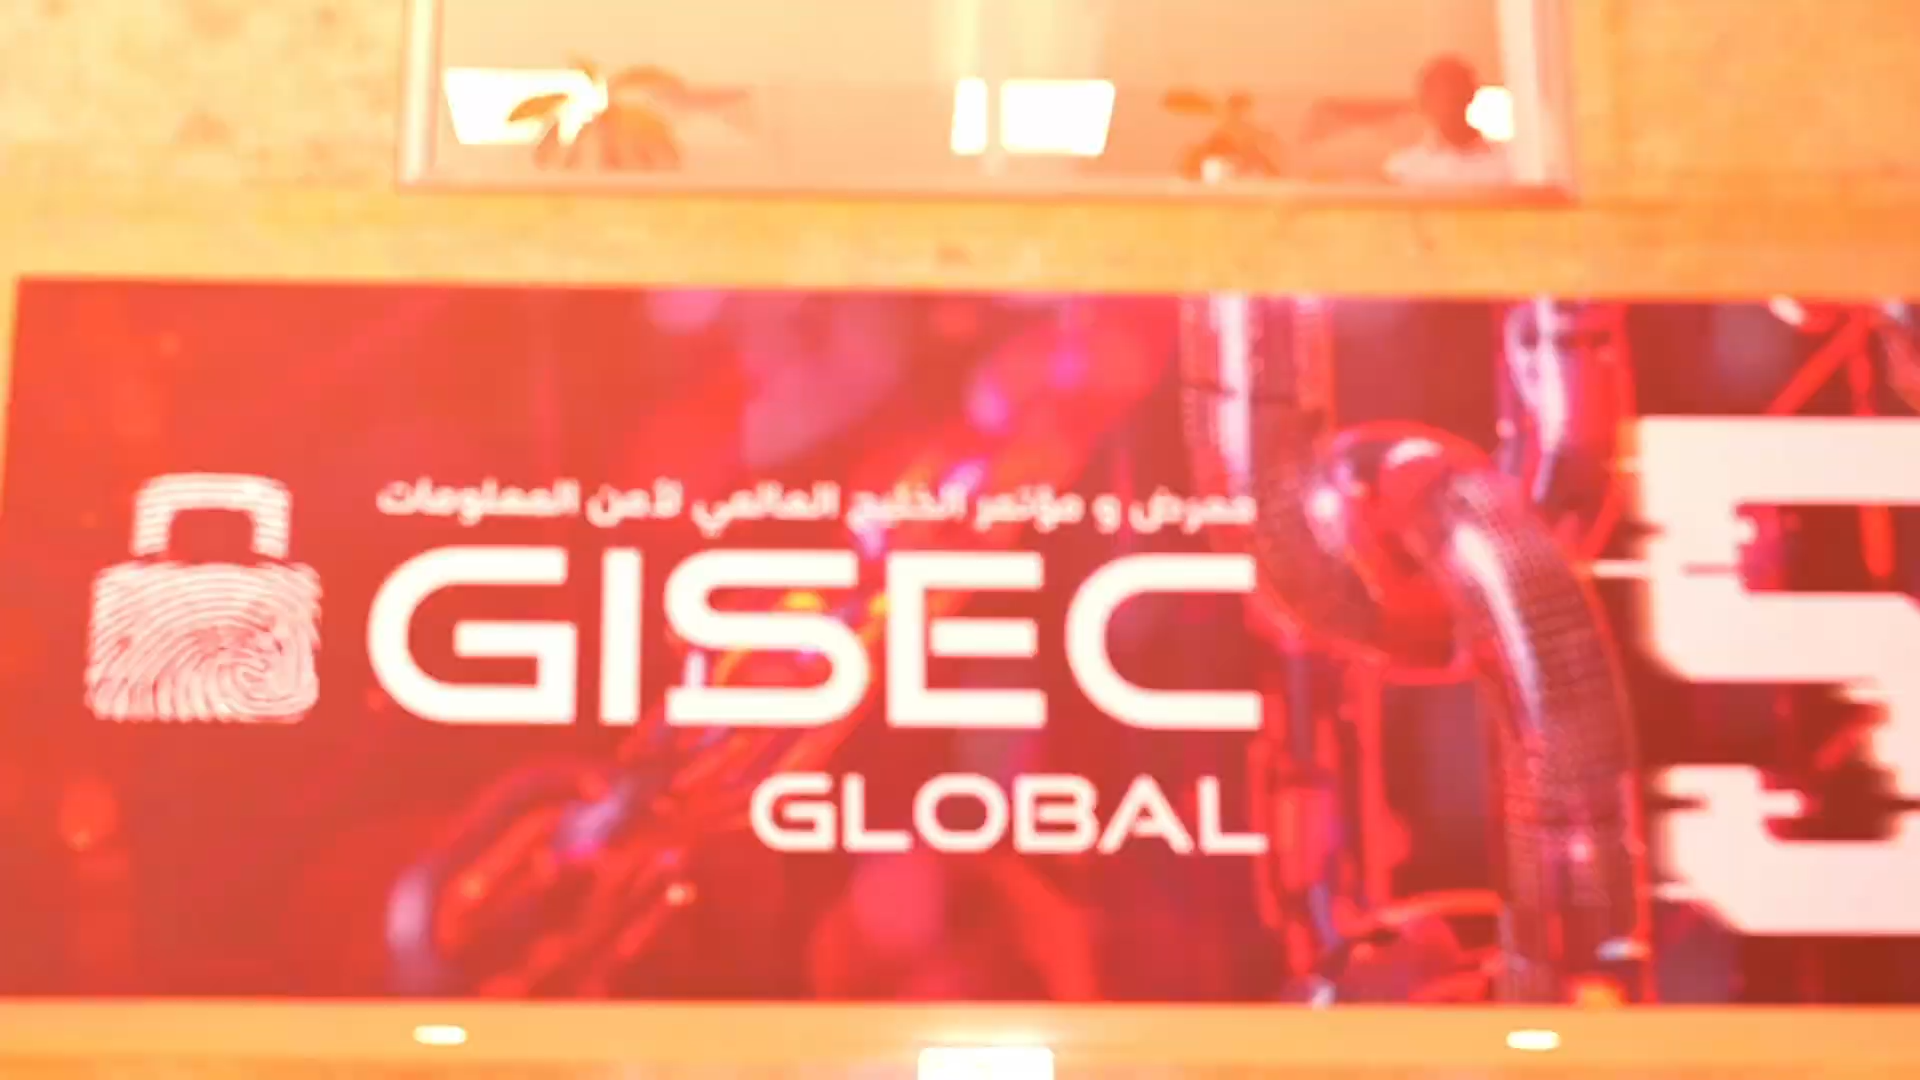 معرض و مؤتمر الخليج العالمي لأمن المعلومات
GISEC
GLOBAL